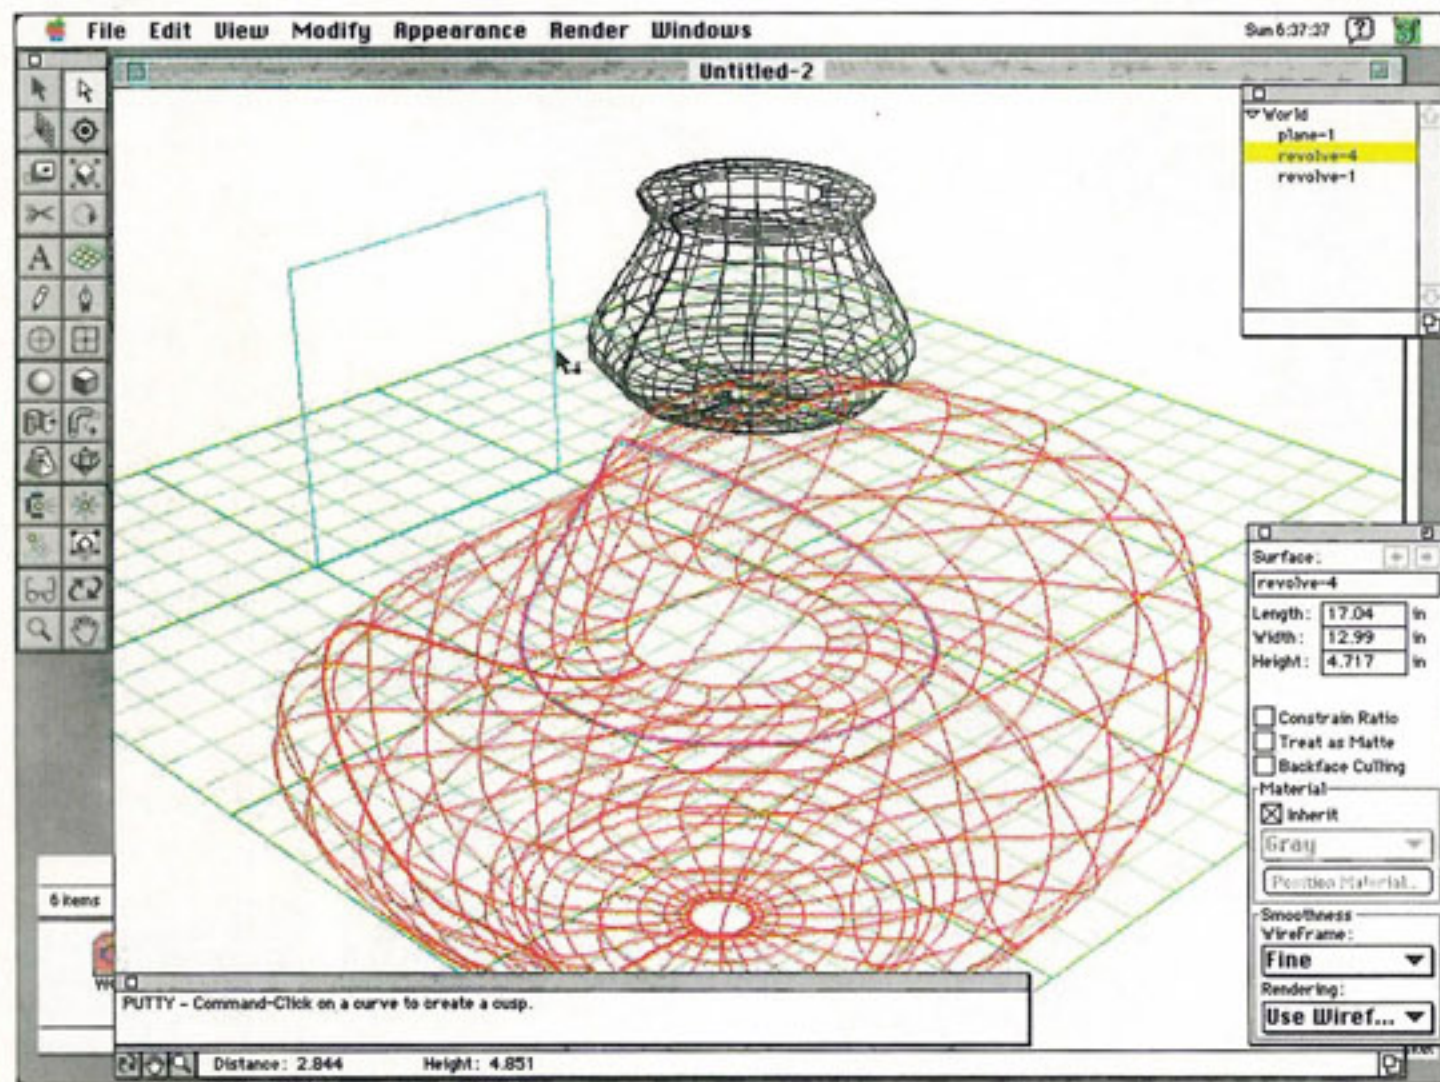 File Edit View Modify Appearance Render Windows
Sun 6:37:37
Untitled-2
World
plane-1
revolve-4
revolve-1
A
Surface:
revolve-4
Length: 17.04 in
Width: 12.99 in
Height: 4.717 in
Constrain Ratio
Treat as Matte
Backface Culling
Material
Inherit
Gray
Position Material...
Smoothness
WireFrame:
Fine
Rendering:
Use Wiref...
6 items
PUTTY - Command-Click on a curve to create a cusp.
Distance: 2.844 Height: 4.851